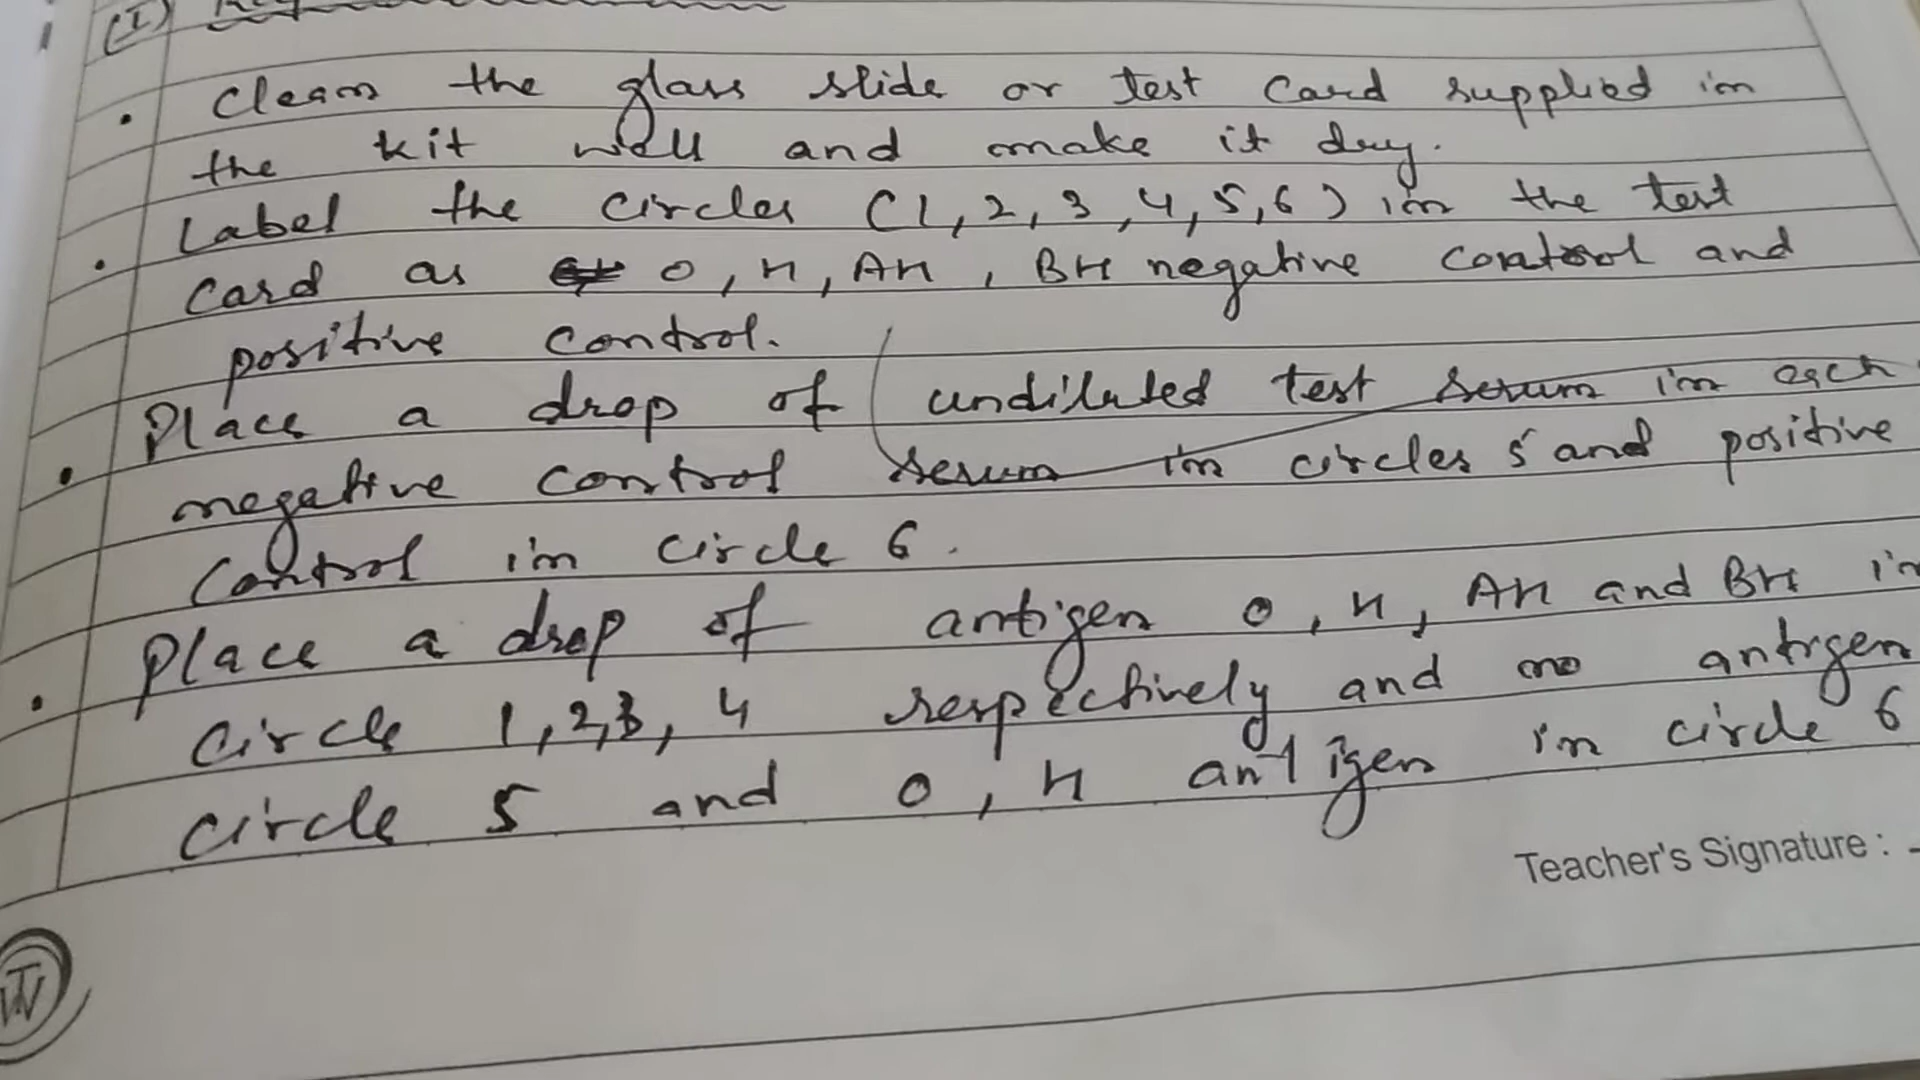 (I)
• Clean the glass slide or test card supplied in
the kit well and make it dry.
• Label the circles (1, 2, 3, 4, 5, 6) in the test
card as O, H, AH, BH negative control and
positive control.
• Place a drop of undiluted test serum in each
negative control serum in circles 5 and positive
control in circle 6.
• Place a drop of antigen O, H, AH and BH in
circle 1, 2, 3, 4 respectively and no antigen
circle 5 and O, H antigen in circle 6
Teacher's Signature :